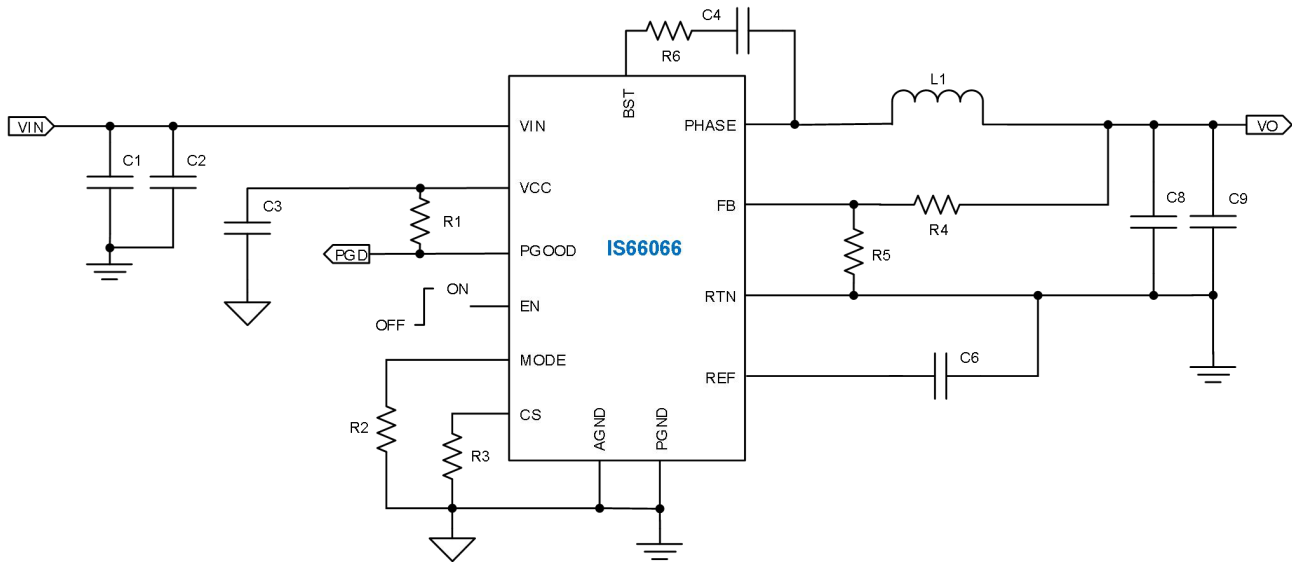 C4
R6
L1
BST
VIN
VIN
PHASE
VO
C1
C2
VCC
C3
R1
FB
R4
C8
C9
PGD
PGOOD
IS66066
R5
ON
EN
RTN
OFF
MODE
C6
REF
R2
CS
R3
AGND
PGND